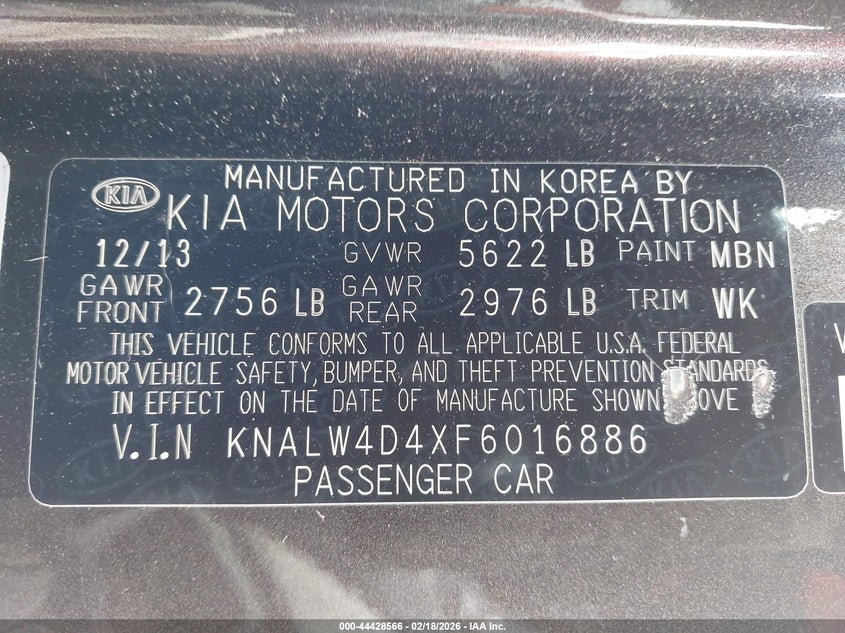 KIA
MANUFACTURED IN KOREA BY
KIA MOTORS CORPORATION
12/13 GVWR 5622 LB PAINT MBN
GAWR FRONT 2756 LB GAWR REAR 2976 LB TRIM WK
THIS VEHICLE CONFORMS TO ALL APPLICABLE U.S.A. FEDERAL
MOTOR VEHICLE SAFETY, BUMPER, AND THEFT PREVENTION STANDARDS
IN EFFECT ON THE DATE OF MANUFACTURE SHOWN OVE
V.I.N KNALW4D4XF6016886
PASSENGER CAR
V
000-44428566 - 02/18/2026 - IAA Inc.